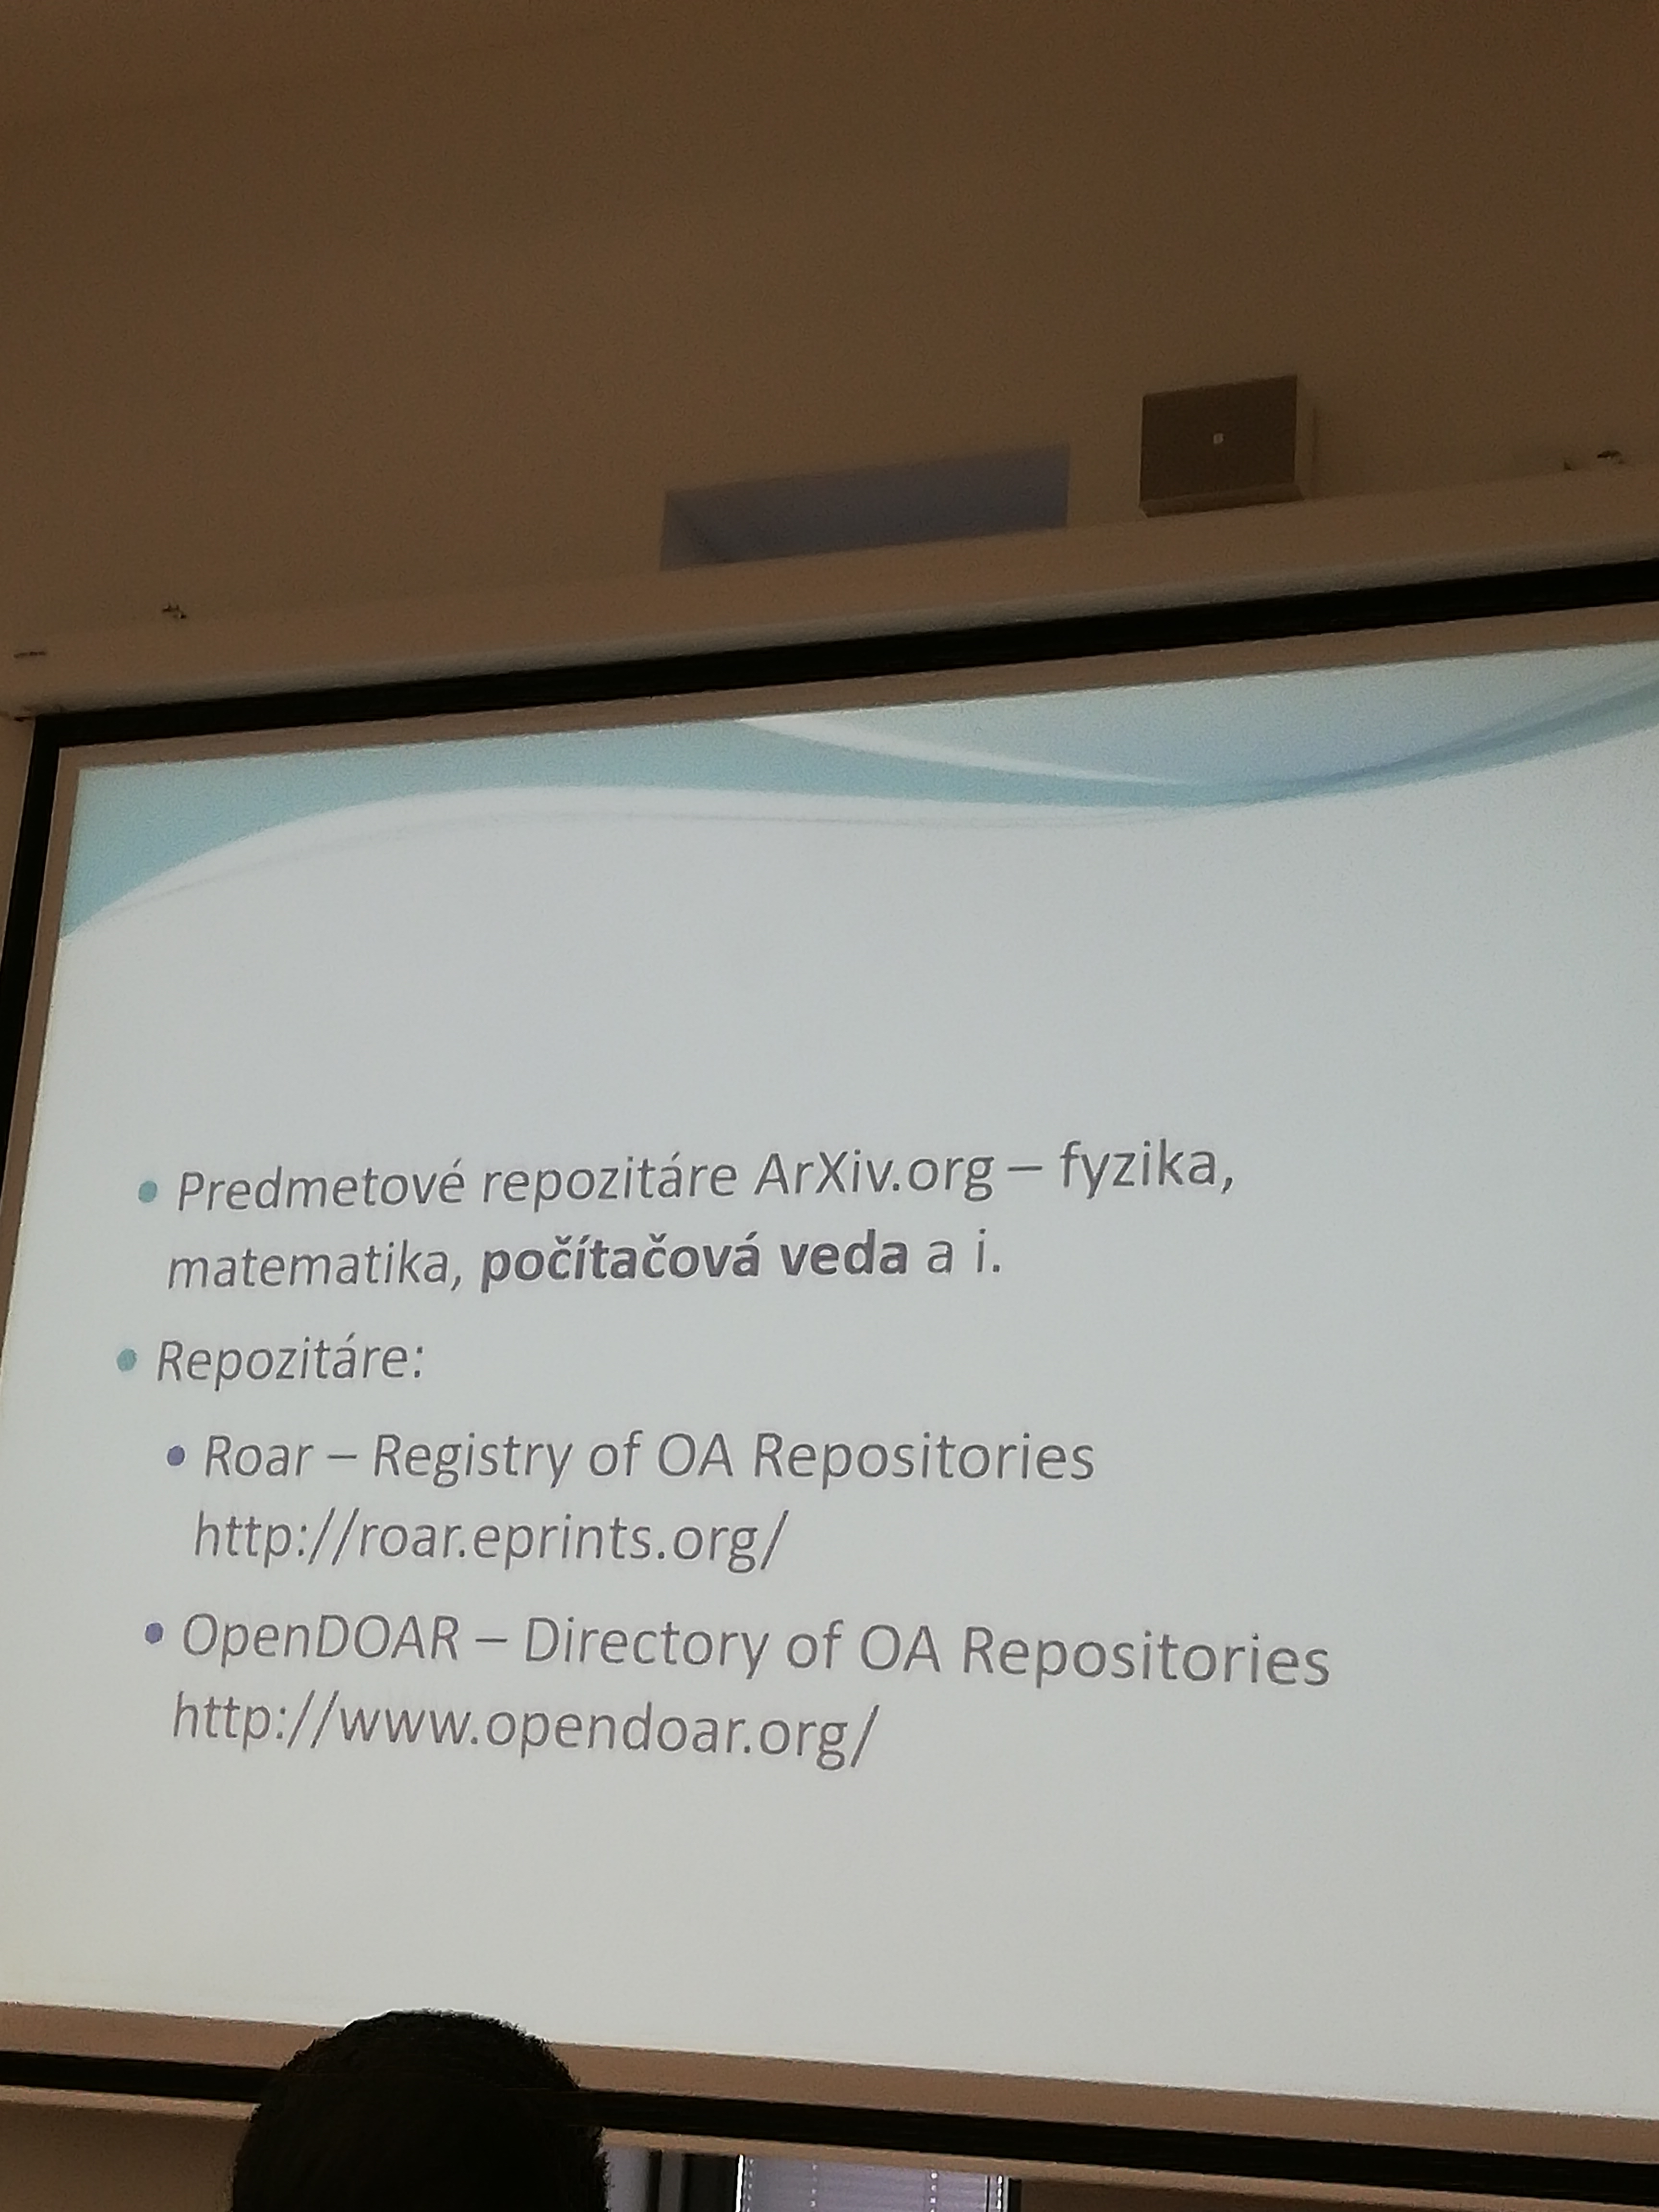 • Predmetové repozitáre ArXiv.org – fyzika,
matematika, počítačová veda a i.
• Repozitáre:
• Roar – Registry of OA Repositories
http://roar.eprints.org/
• OpenDOAR – Directory of OA Repositories
http://www.opendoar.org/